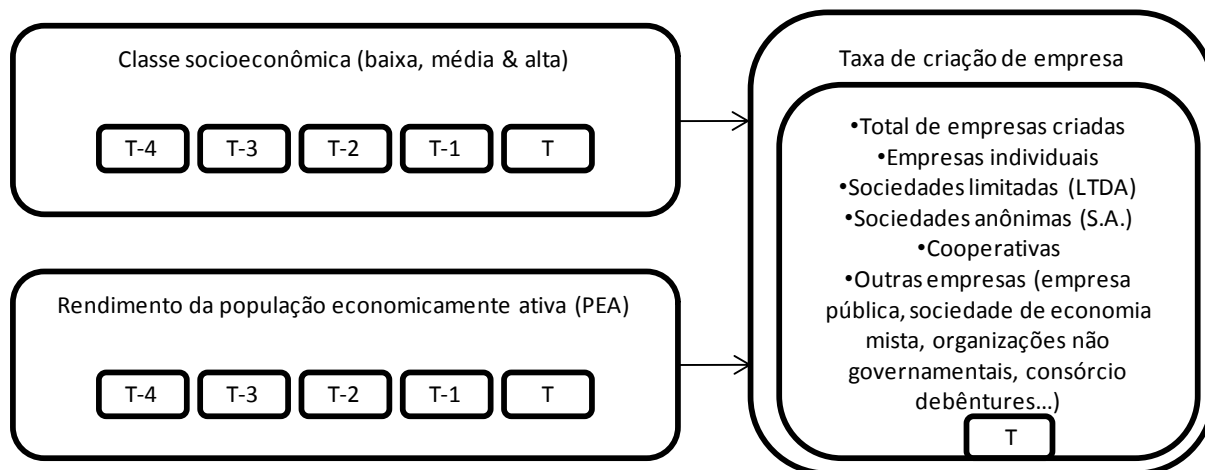 Classe socioeconômica (baixa, média & alta)
T-4 T-3 T-2 T-1 T
Rendimento da população economicamente ativa (PEA)
T-4 T-3 T-2 T-1 T
Taxa de criação de empresa
•Total de empresas criadas
•Empresas individuais
•Sociedades limitadas (LTDA)
•Sociedades anônimas (S.A.)
•Cooperativas
•Outras empresas (empresa
pública, sociedade de economia
mista, organizações não
governamentais, consórcio
debêntures...)
T